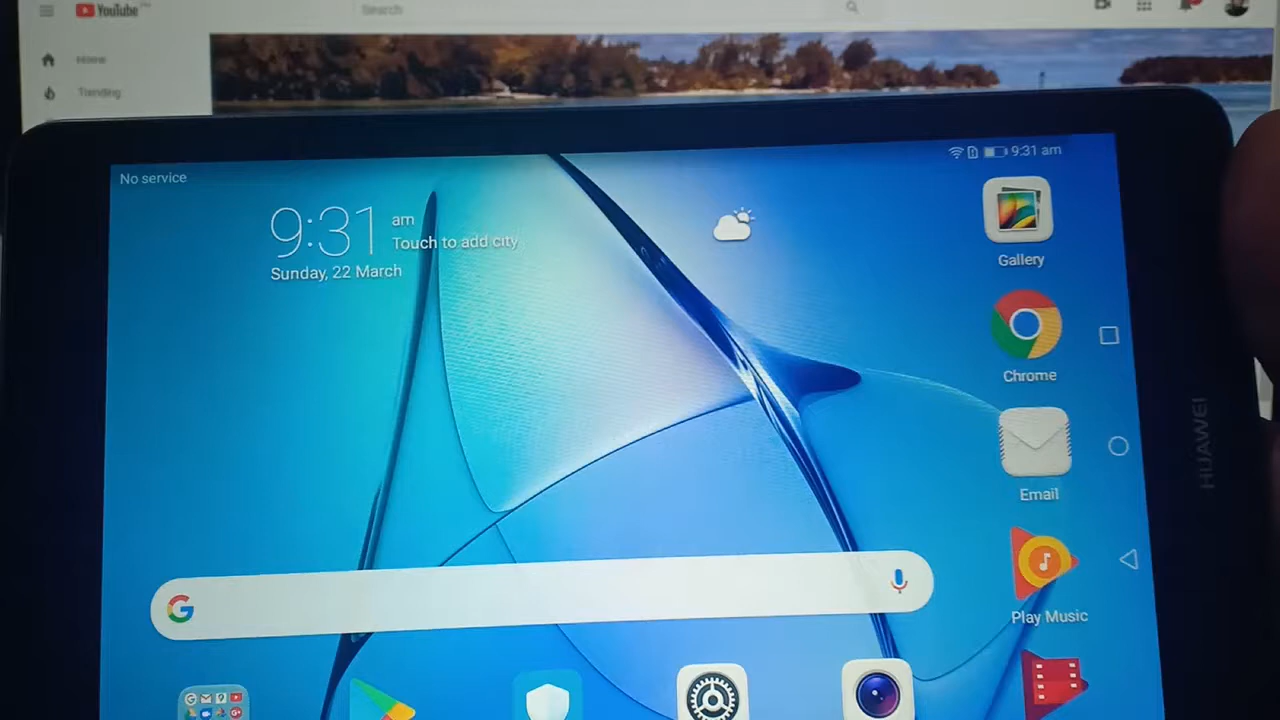 YouTube
Search
Home
Trending
No service
9:31 am
9:31 am
Touch to add city
Sunday, 22 March
Gallery
Chrome
Email
Play Music
HUAWEI